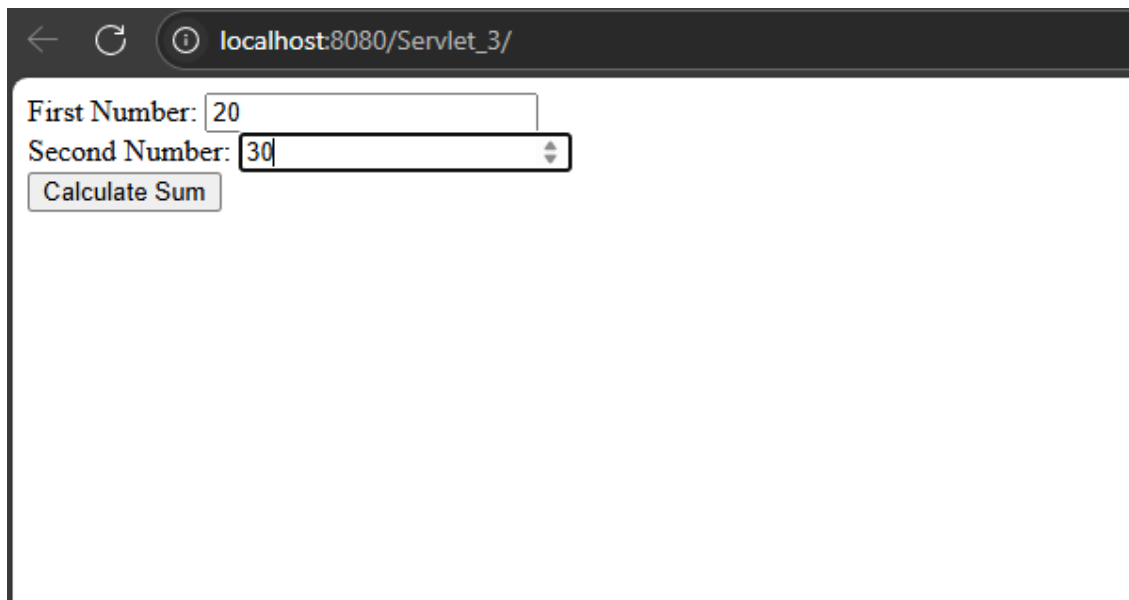 localhost:8080/Servlet_3/
First Number: 20
Second Number: 30
Calculate Sum